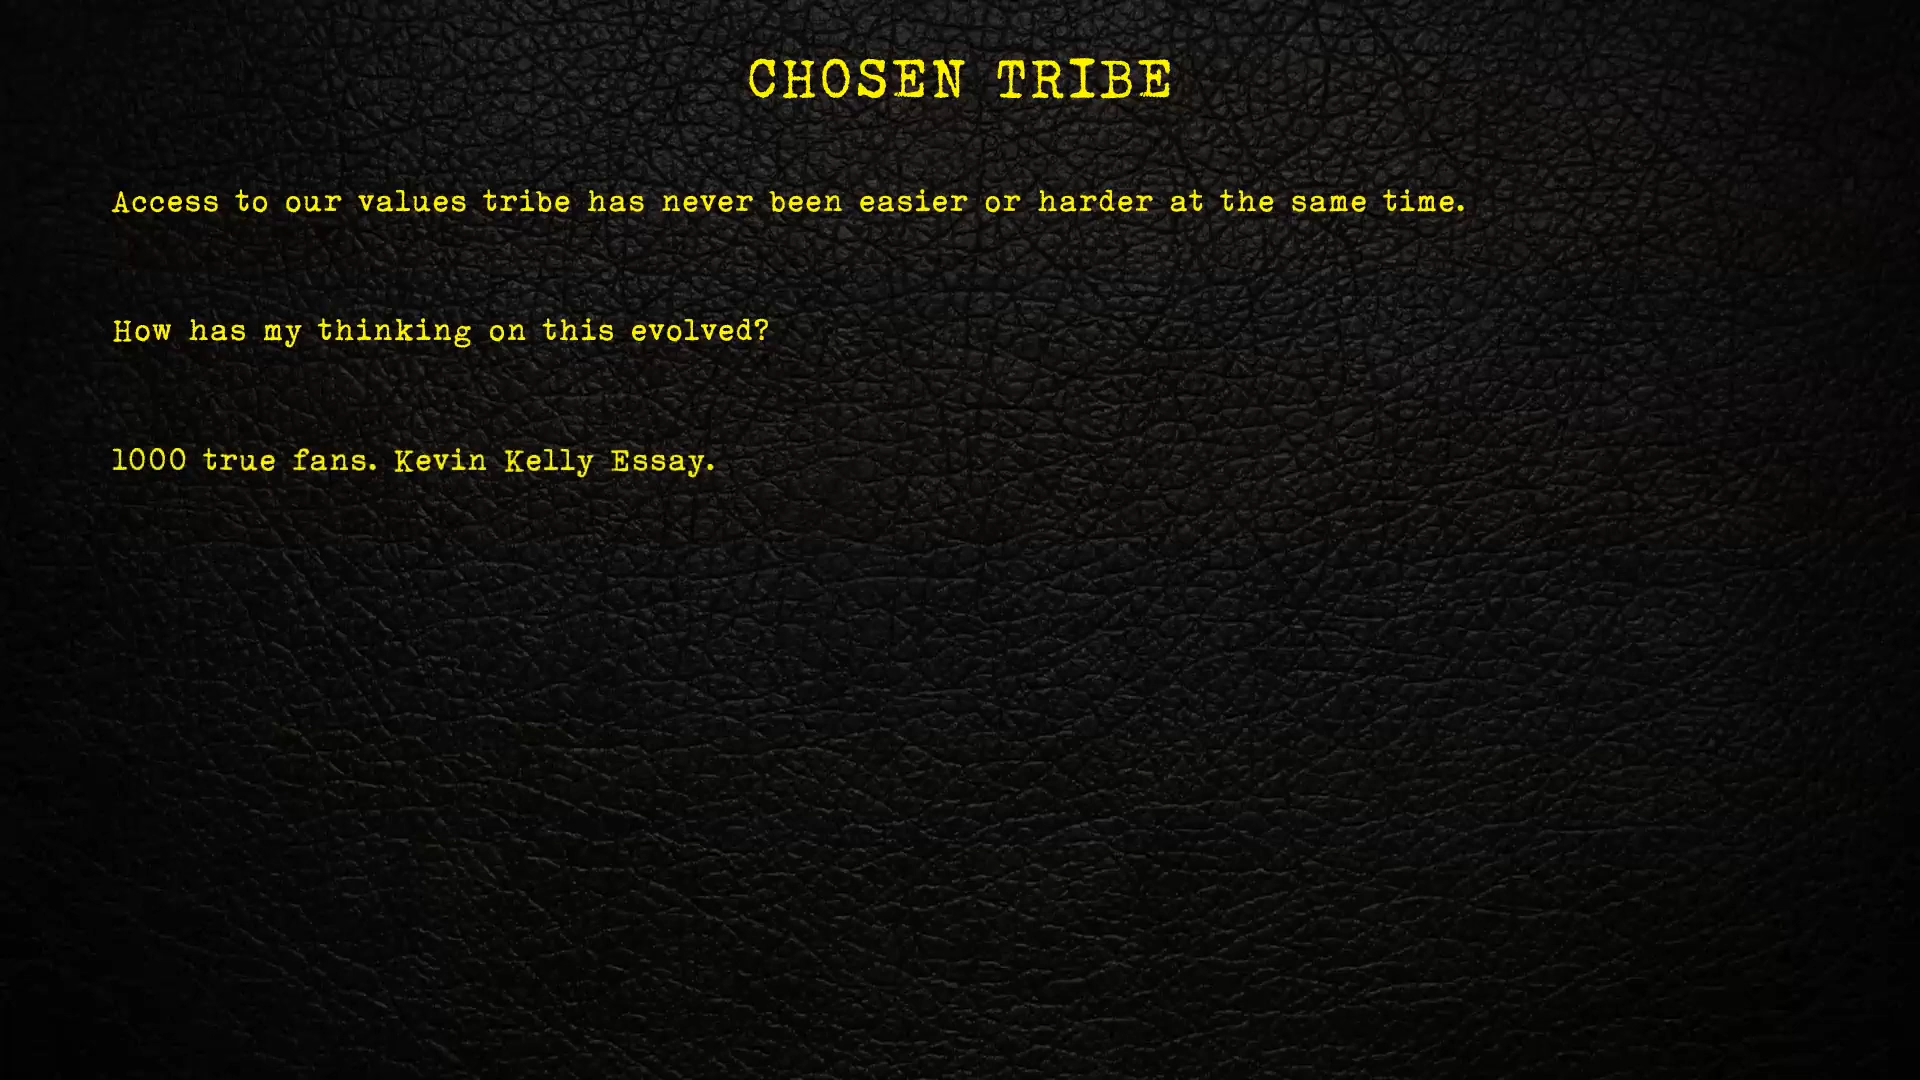 CHOSEN TRIBE
Access to our values tribe has never been easier or harder at the same time.
How has my thinking on this evolved?
1000 true fans. Kevin Kelly Essay.